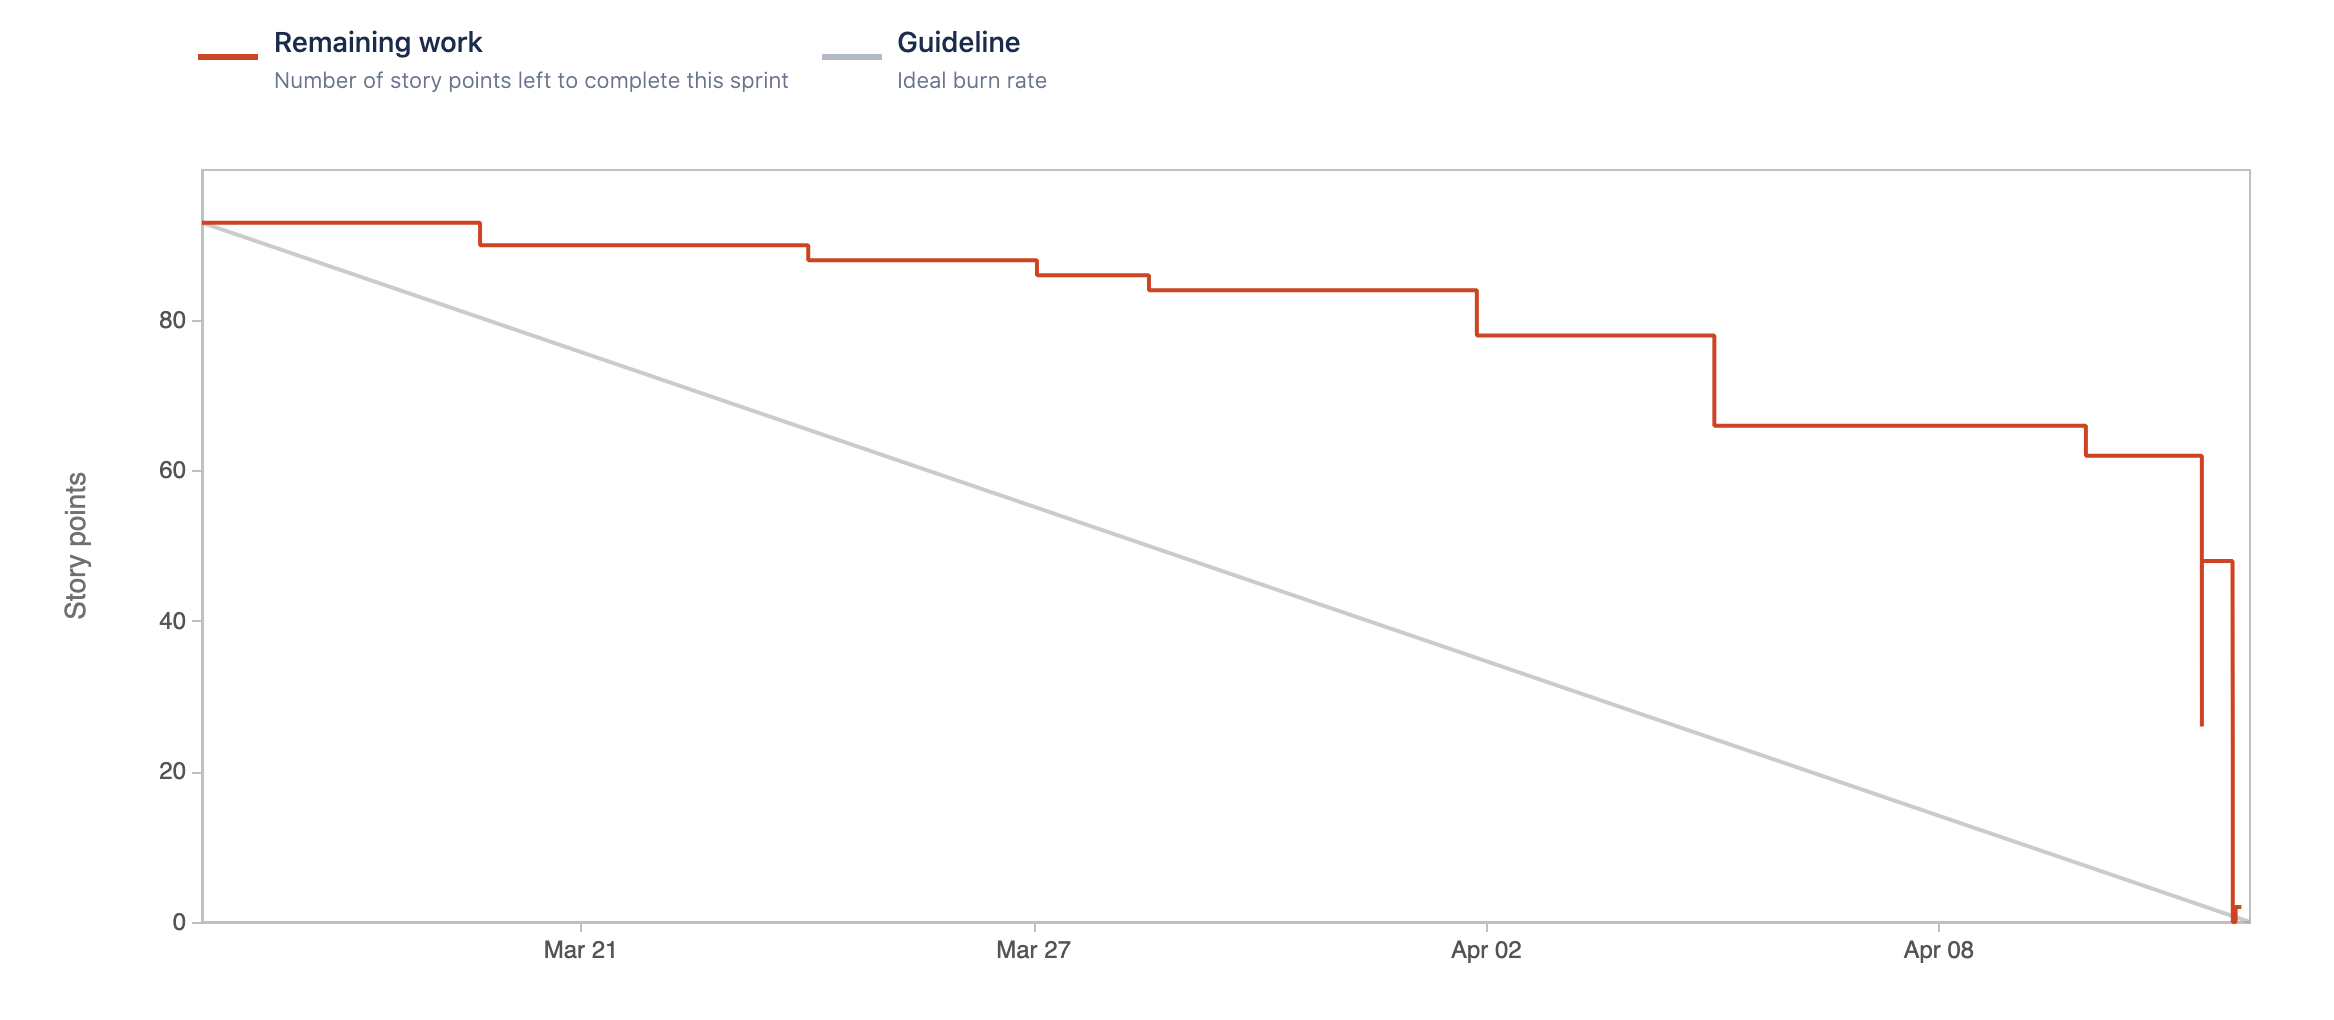 Remaining work
Number of story points left to complete this sprint
Guideline
Ideal burn rate
Story points
80
60
40
20
0
Mar 21
Mar 27
Apr 02
Apr 08